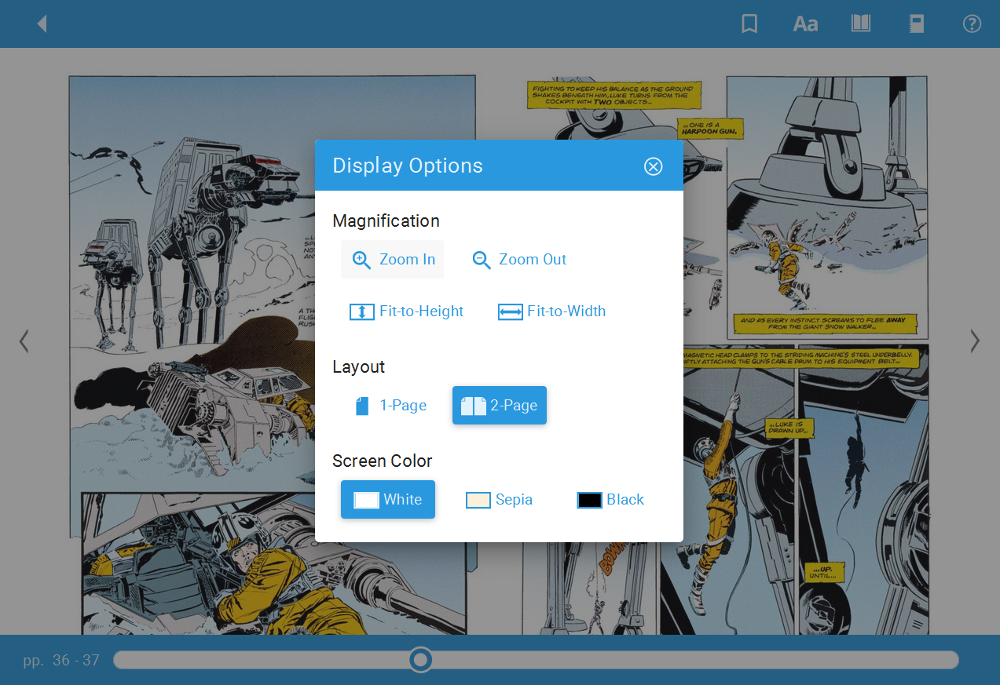 Aa
?
FIGHTING TO KEEP HIS BALANCE AS THE GROUND
SHAKES BENEATH HIM, LUKE TURNS FROM THE
COCKPIT WITH TWO OBJECTS...
...ONE IS A
HARPOON GUN,
Display Options
Magnification
Zoom In
Zoom Out
Fit-to-Height
Fit-to-Width
AND AS EVERY INSTINCT SCREAMS TO FLEE AWAY
FROM THE GIANT SNOW WALKER...
MAGNETIC HEAD CLAMPS TO THE STRIDING MACHINE'S STEEL UNDERBELLY.
ATTACHING THE GUN'S CABLE DRUM TO HIS EQUIPMENT BELT...
Layout
1-Page
2-Page
...LUKE IS
DRAWN UP...
Screen Color
White
Sepia
Black
...UP.
UNTIL...
pp. 36 - 37